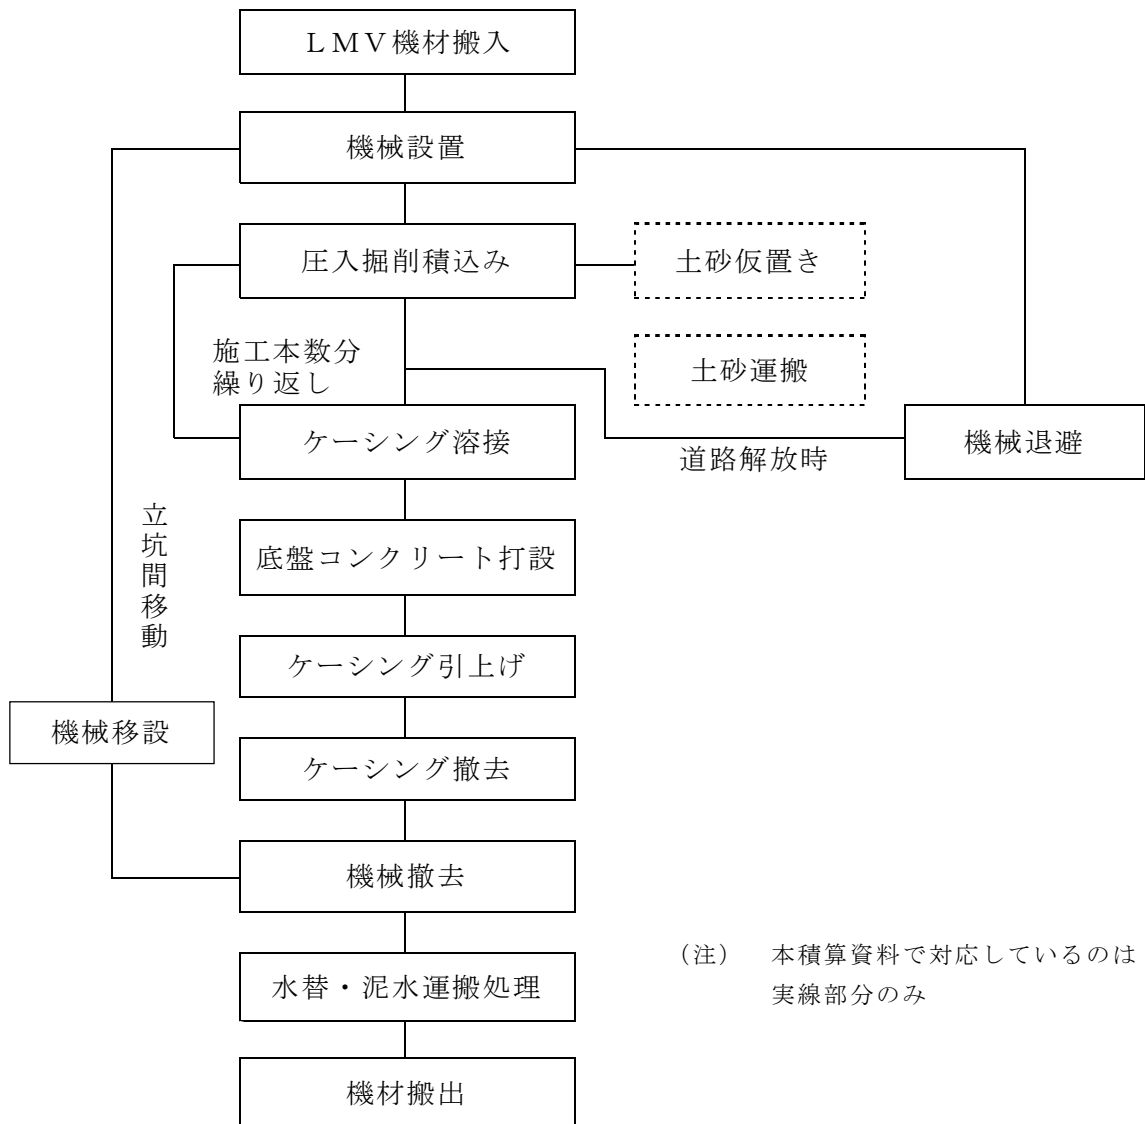 ＬＭＶ機材搬入
機械設置
圧入掘削積込み
土砂仮置き
施工本数分
繰り返し
土砂運搬
ケーシング溶接
道路解放時
機械退避
立坑間移動
底盤コンクリート打設
ケーシング引上げ
機械移設
ケーシング撤去
機械撤去
（注）　本積算資料で対応しているのは
実線部分のみ
水替・泥水運搬処理
機材搬出